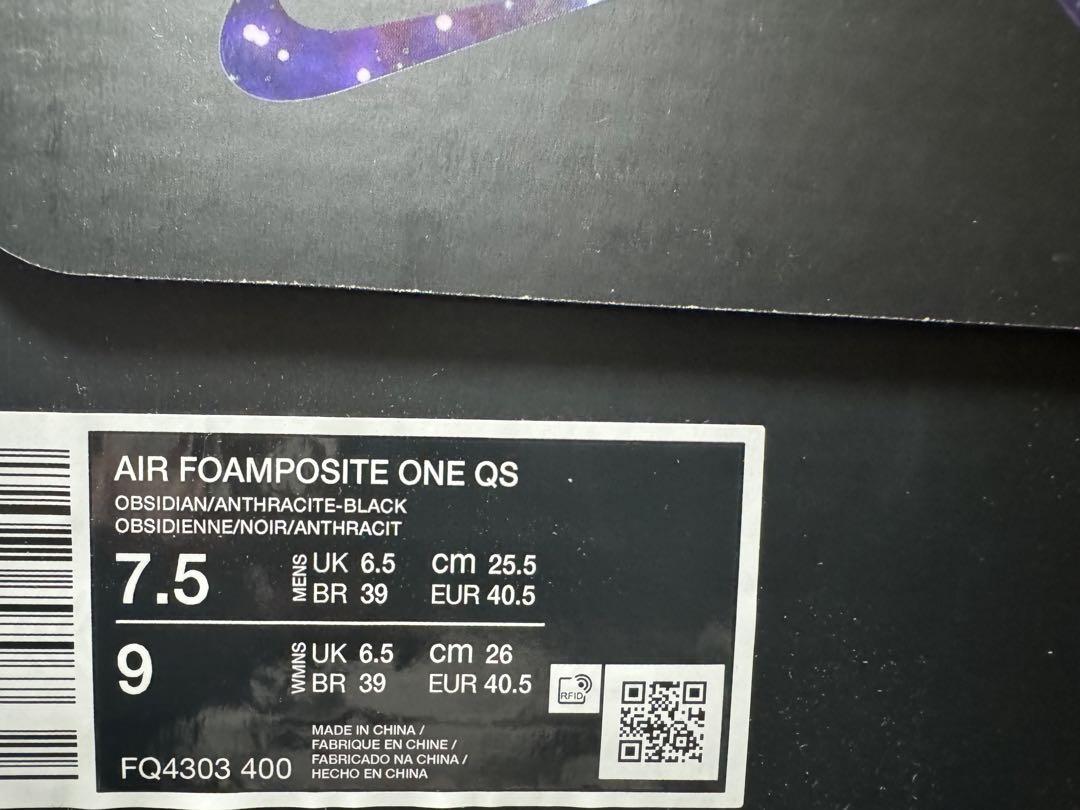 AIR FOAMPOSITE ONE QS
OBSIDIAN/ANTHRACITE-BLACK
OBSIDIENNE/NOIR/ANTHRACIT
7.5 MENS UK 6.5 cm 25.5
BR 39 EUR 40.5
9 WMNS UK 6.5 cm 26
BR 39 EUR 40.5
RFID
MADE IN CHINA /
FABRIQUE EN CHINE /
FABRICADO NA CHINA /
HECHO EN CHINA
FQ4303 400